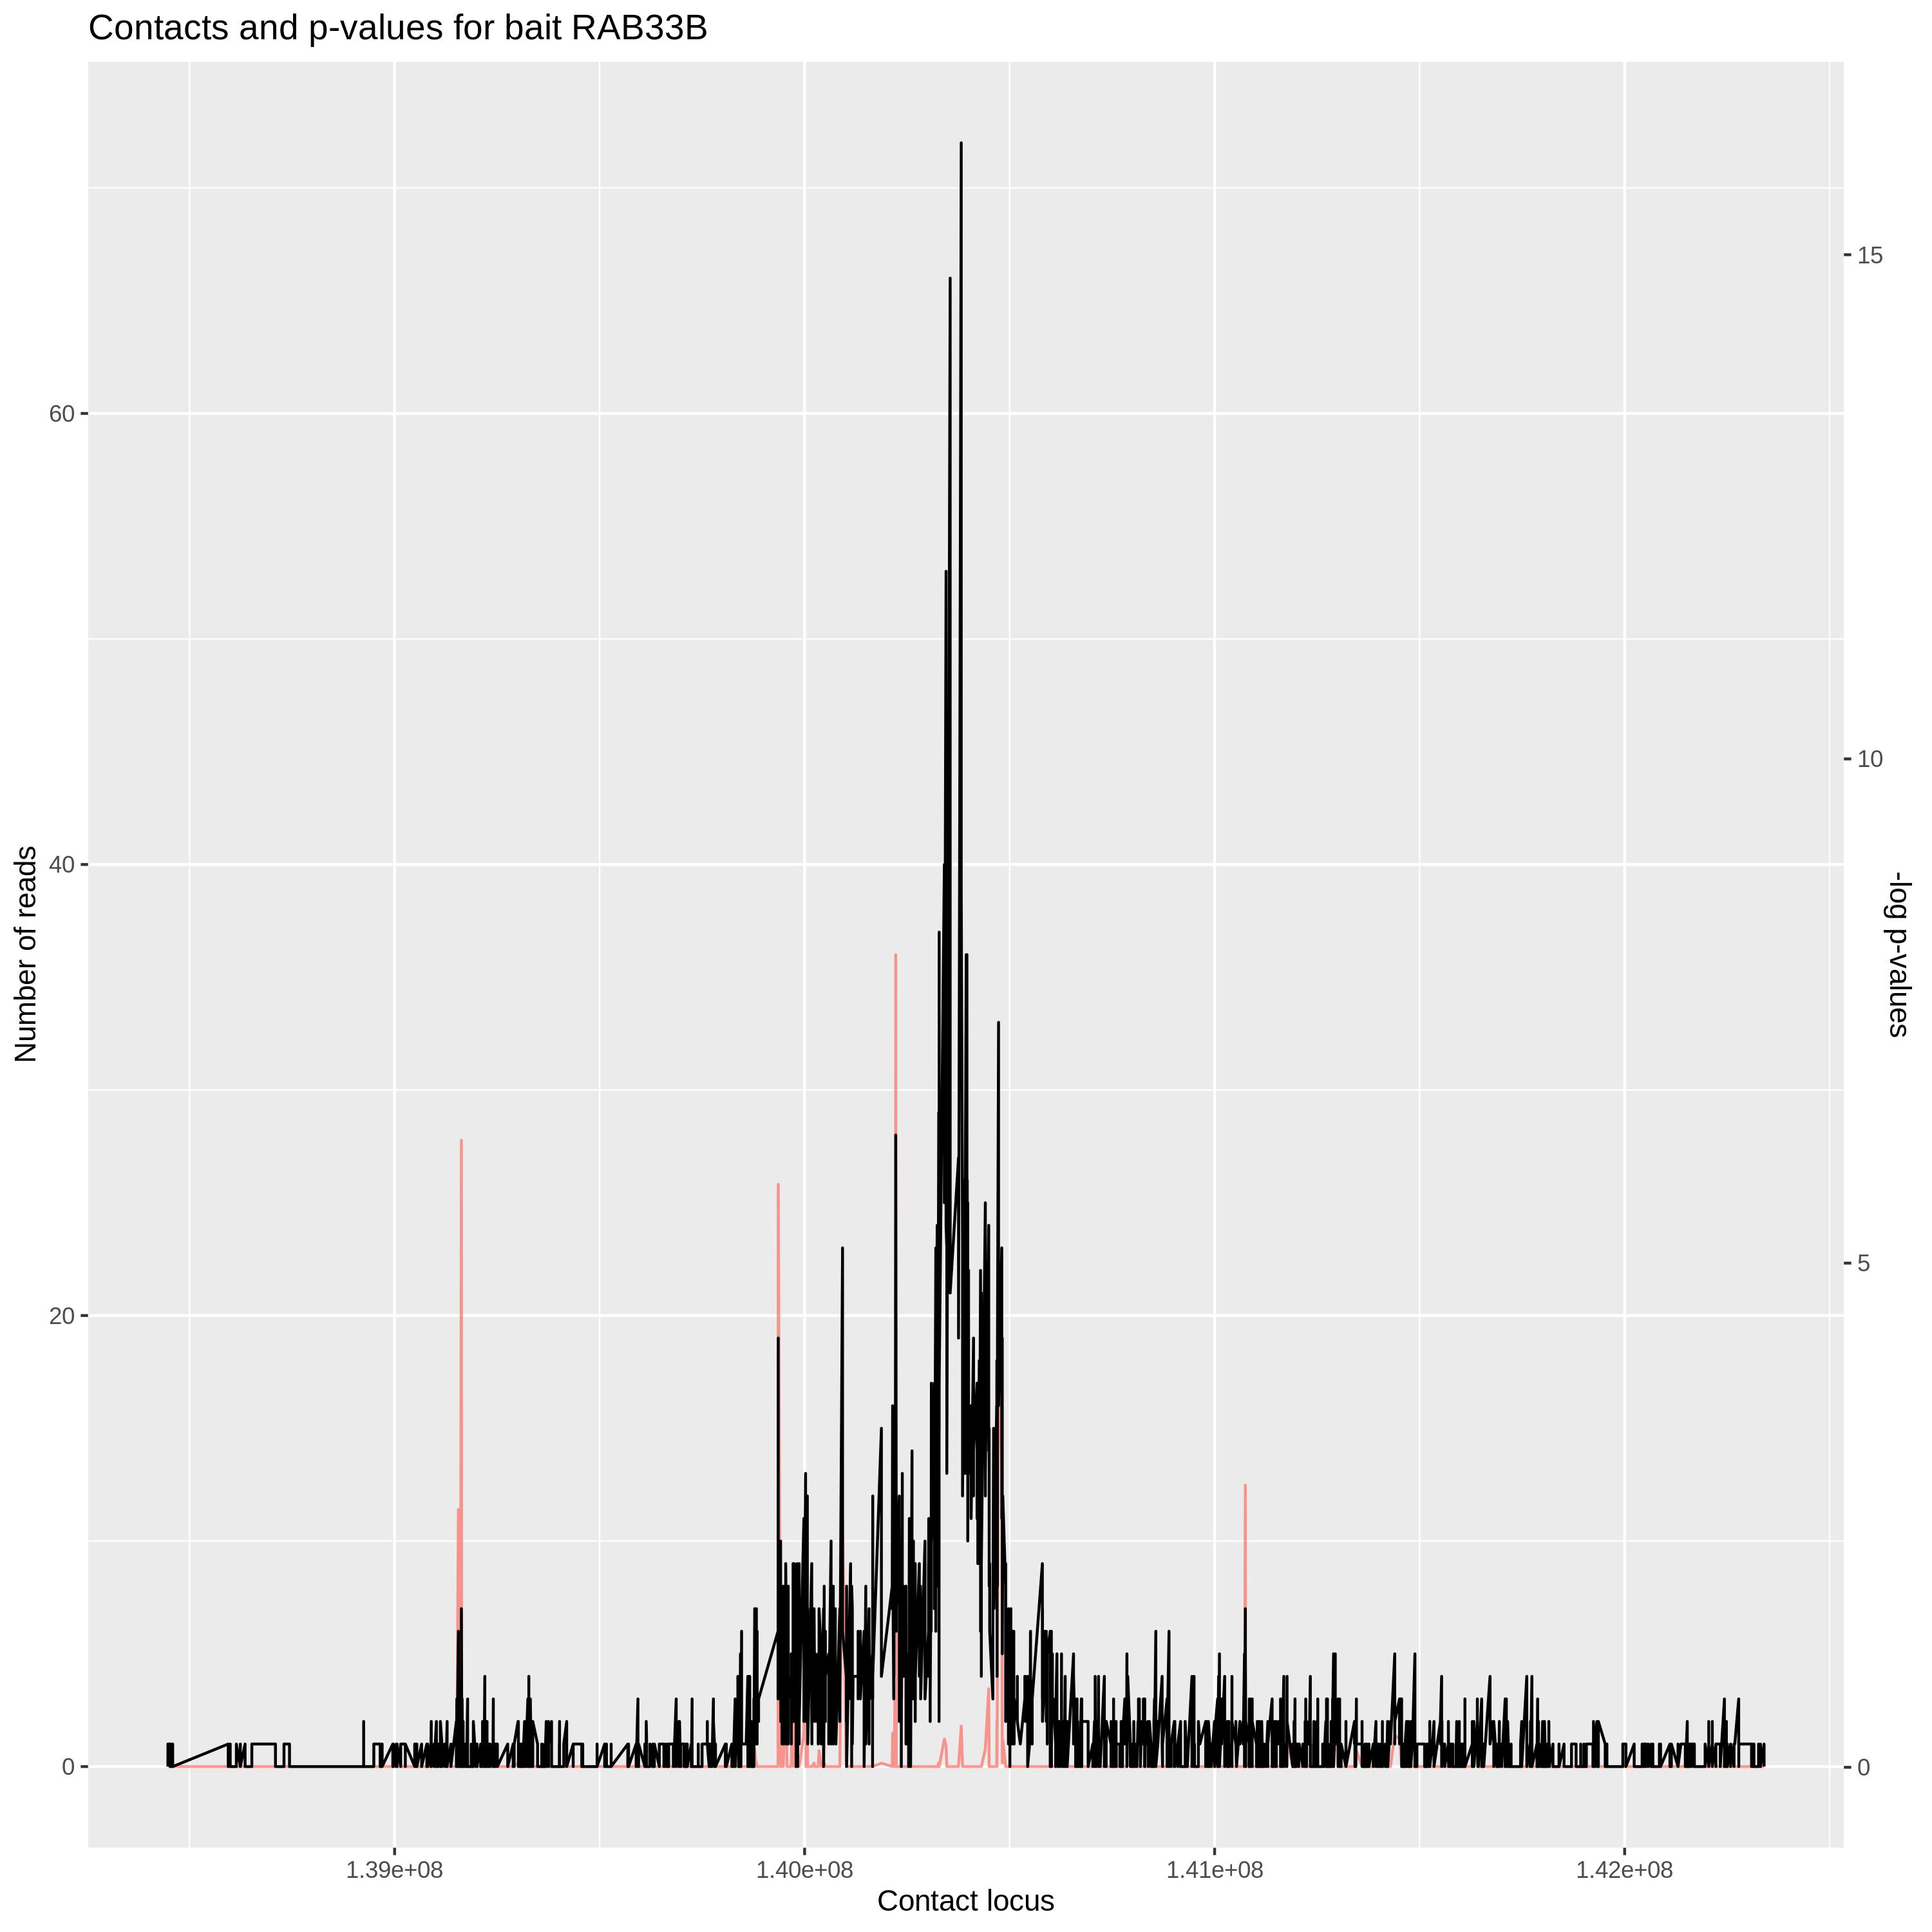 Contacts and p-values for bait RAB33B
Number of reads
60
40
20
0
15
10
5
0
-log p-values
1.39e+08
1.40e+08
1.41e+08
1.42e+08
Contact locus